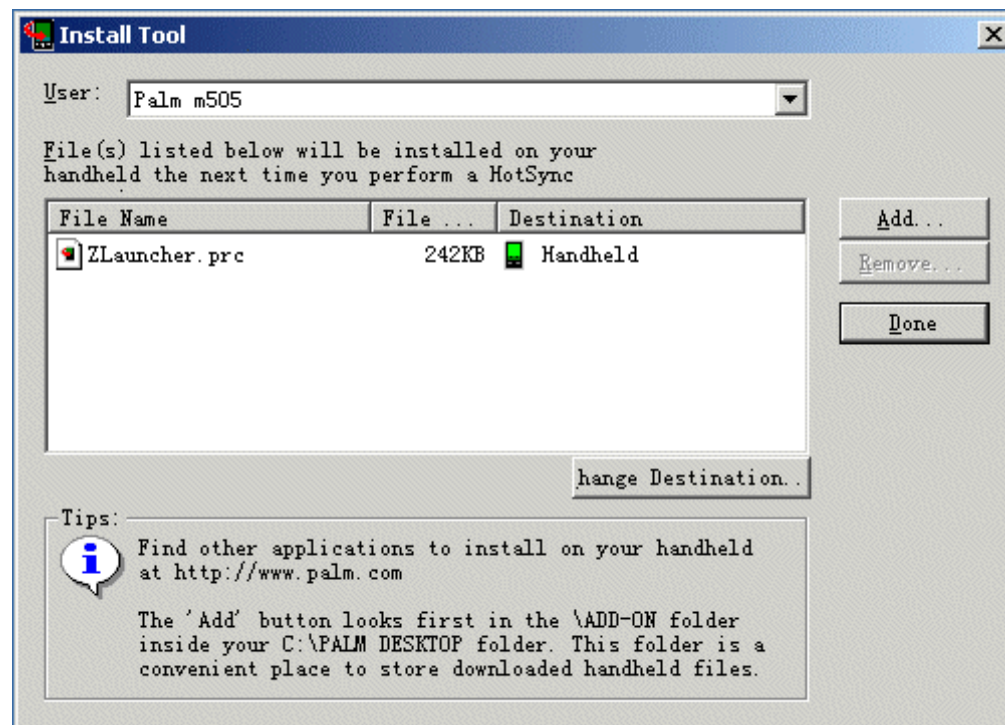 Install Tool
User: Palm m505
File(s) listed below will be installed on your
handheld the next time you perform a HotSync
File Name File ... Destination
ZLauncher.prc 242KB Handheld
Add...
Remove...
Done
hange Destination..
Tips:
Find other applications to install on your handheld
at http://www.palm.com
The 'Add' button looks first in the \ADD-ON folder
inside your C:\PALM DESKTOP folder. This folder is a
convenient place to store downloaded handheld files.